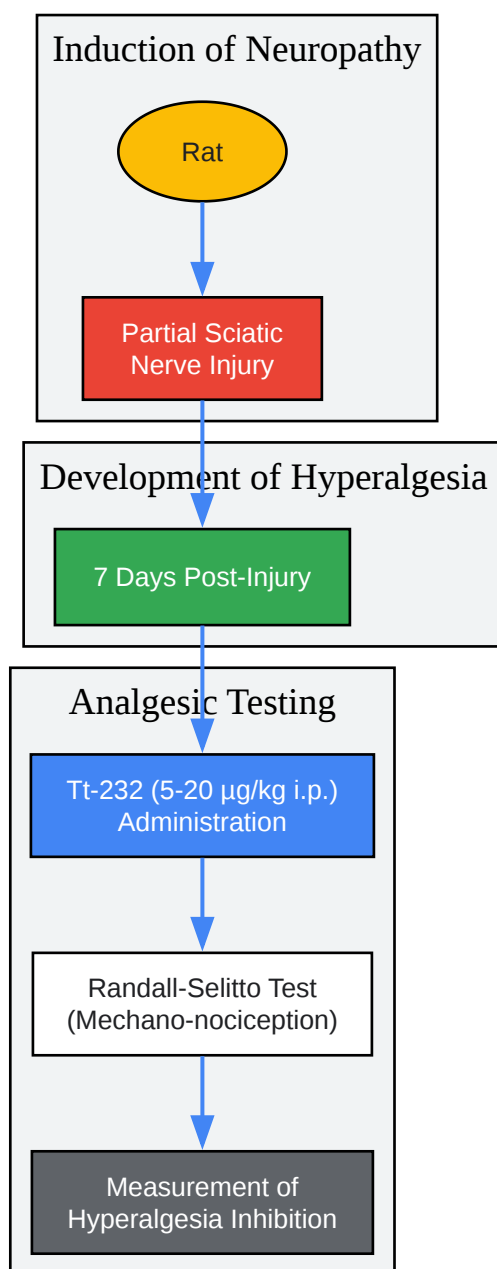 Induction of Neuropathy
Rat
Partial Sciatic
Nerve Injury
Development of Hyperalgesia
7 Days Post-Injury
Analgesic Testing
Tt-232 (5-20 µg/kg i.p.)
Administration
Randall-Selitto Test
(Mechano-nociception)
Measurement of
Hyperalgesia Inhibition